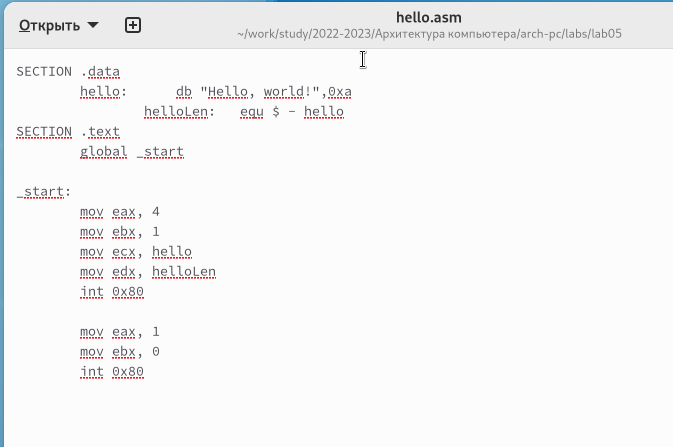 Открыть
hello.asm
~/work/study/2022-2023/Архитектура компьютера/arch-pc/labs/lab05
SECTION .data
hello: db "Hello, world!",0xa
helloLen: equ $ - hello
SECTION .text
global _start
_start:
mov eax, 4
mov ebx, 1
mov ecx, hello
mov edx, helloLen
int 0x80
mov eax, 1
mov ebx, 0
int 0x80